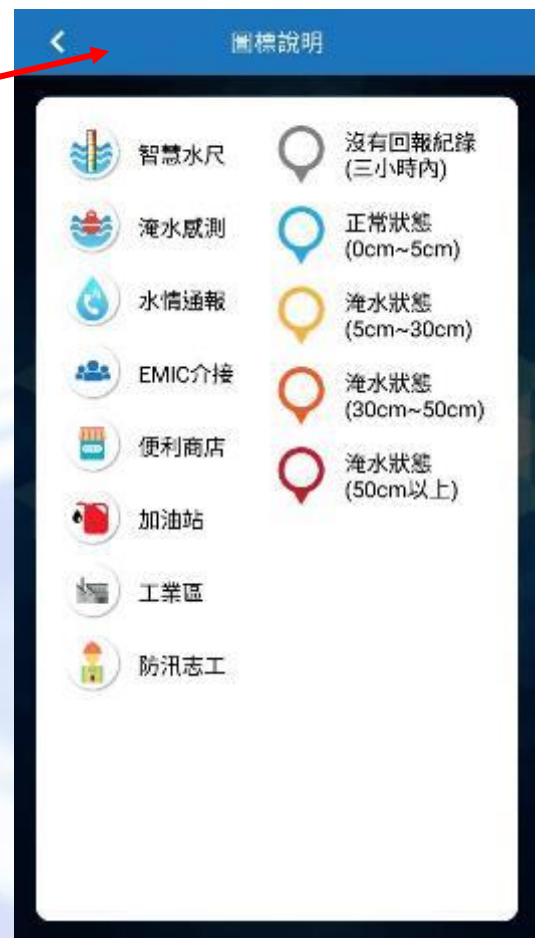 圖標說明
智慧水尺
淹水感測
水情通報
EMIC介接
便利商店
加油站
工業區
防汛志工
沒有回報紀錄
(三小時內)
正常狀態
(0cm~5cm)
淹水狀態
(5cm~30cm)
淹水狀態
(30cm~50cm)
淹水狀態
(50cm以上)